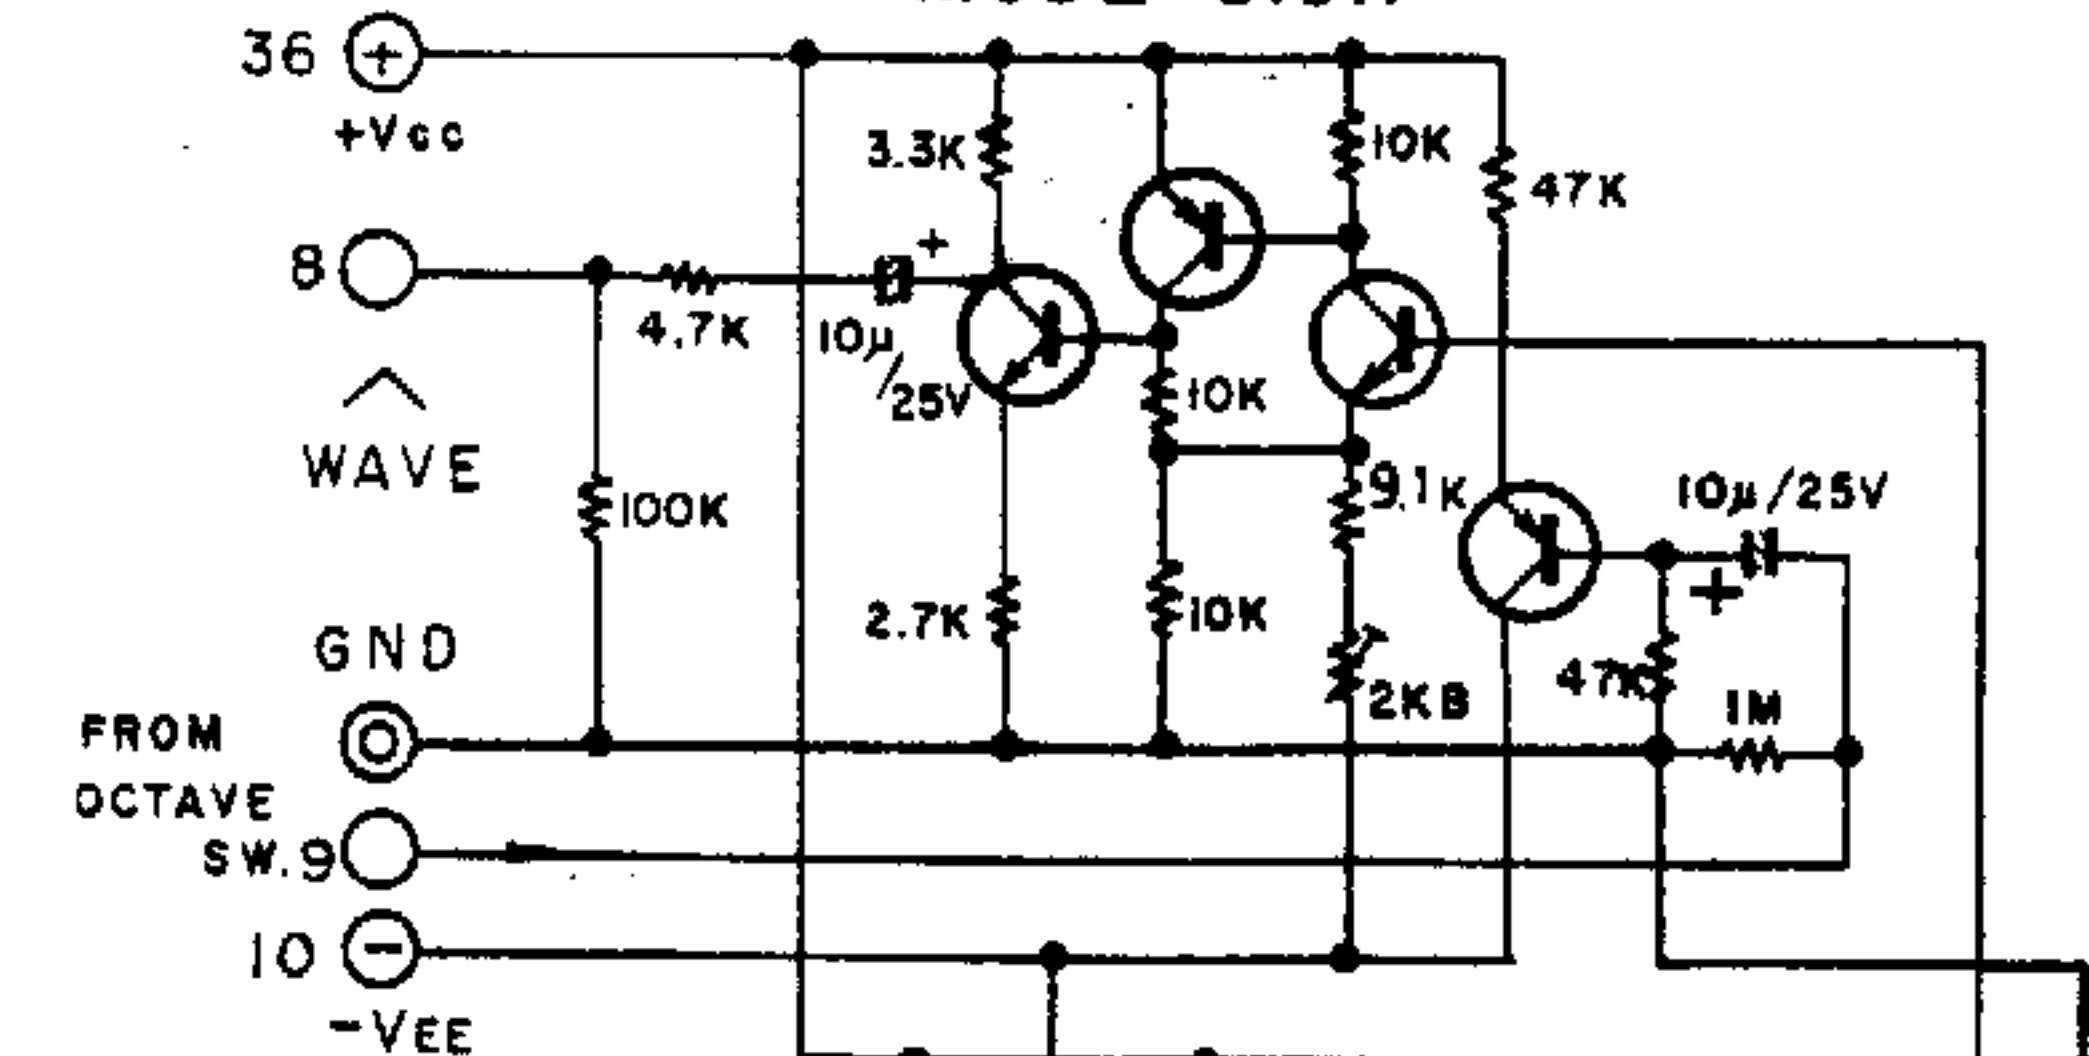 36 +
+Vcc
3.3K
10K
47K
8
+
4.7K
10µ/25V
10K
WAVE
100K
9.1K
10µ/25V
+
2.7K
10K
GND
47K
2KB
1M
FROM
OCTAVE
SW. 9
10 -
-VEE